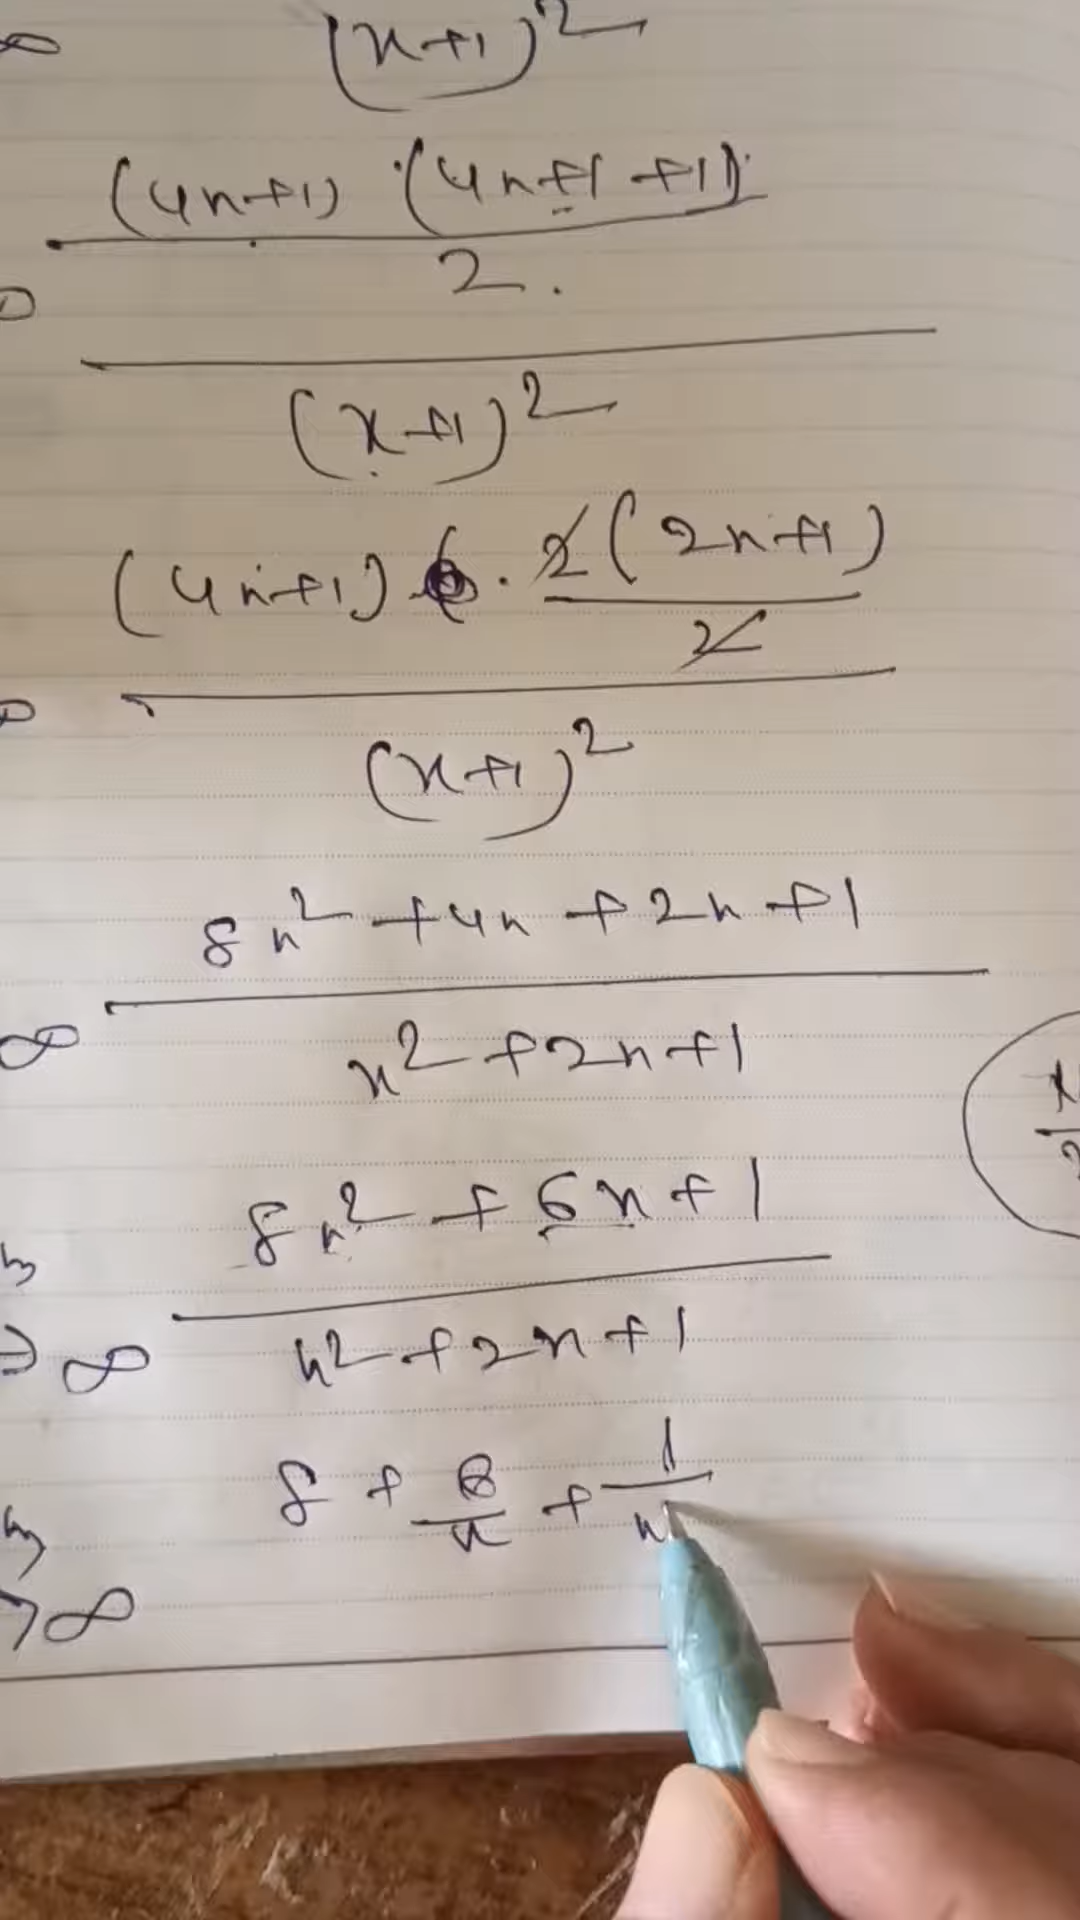 ∞ (x+1)²
(4n+1) (4n+1+1)
2.
(x+1)²
(4n+1) . 2(2n+1)
2
(x+1)²
8n²+4n+2n+1
∞ x²+2n+1
8n²+6n+1
∞ n²+2n+1
8+6/n+1/n
∞